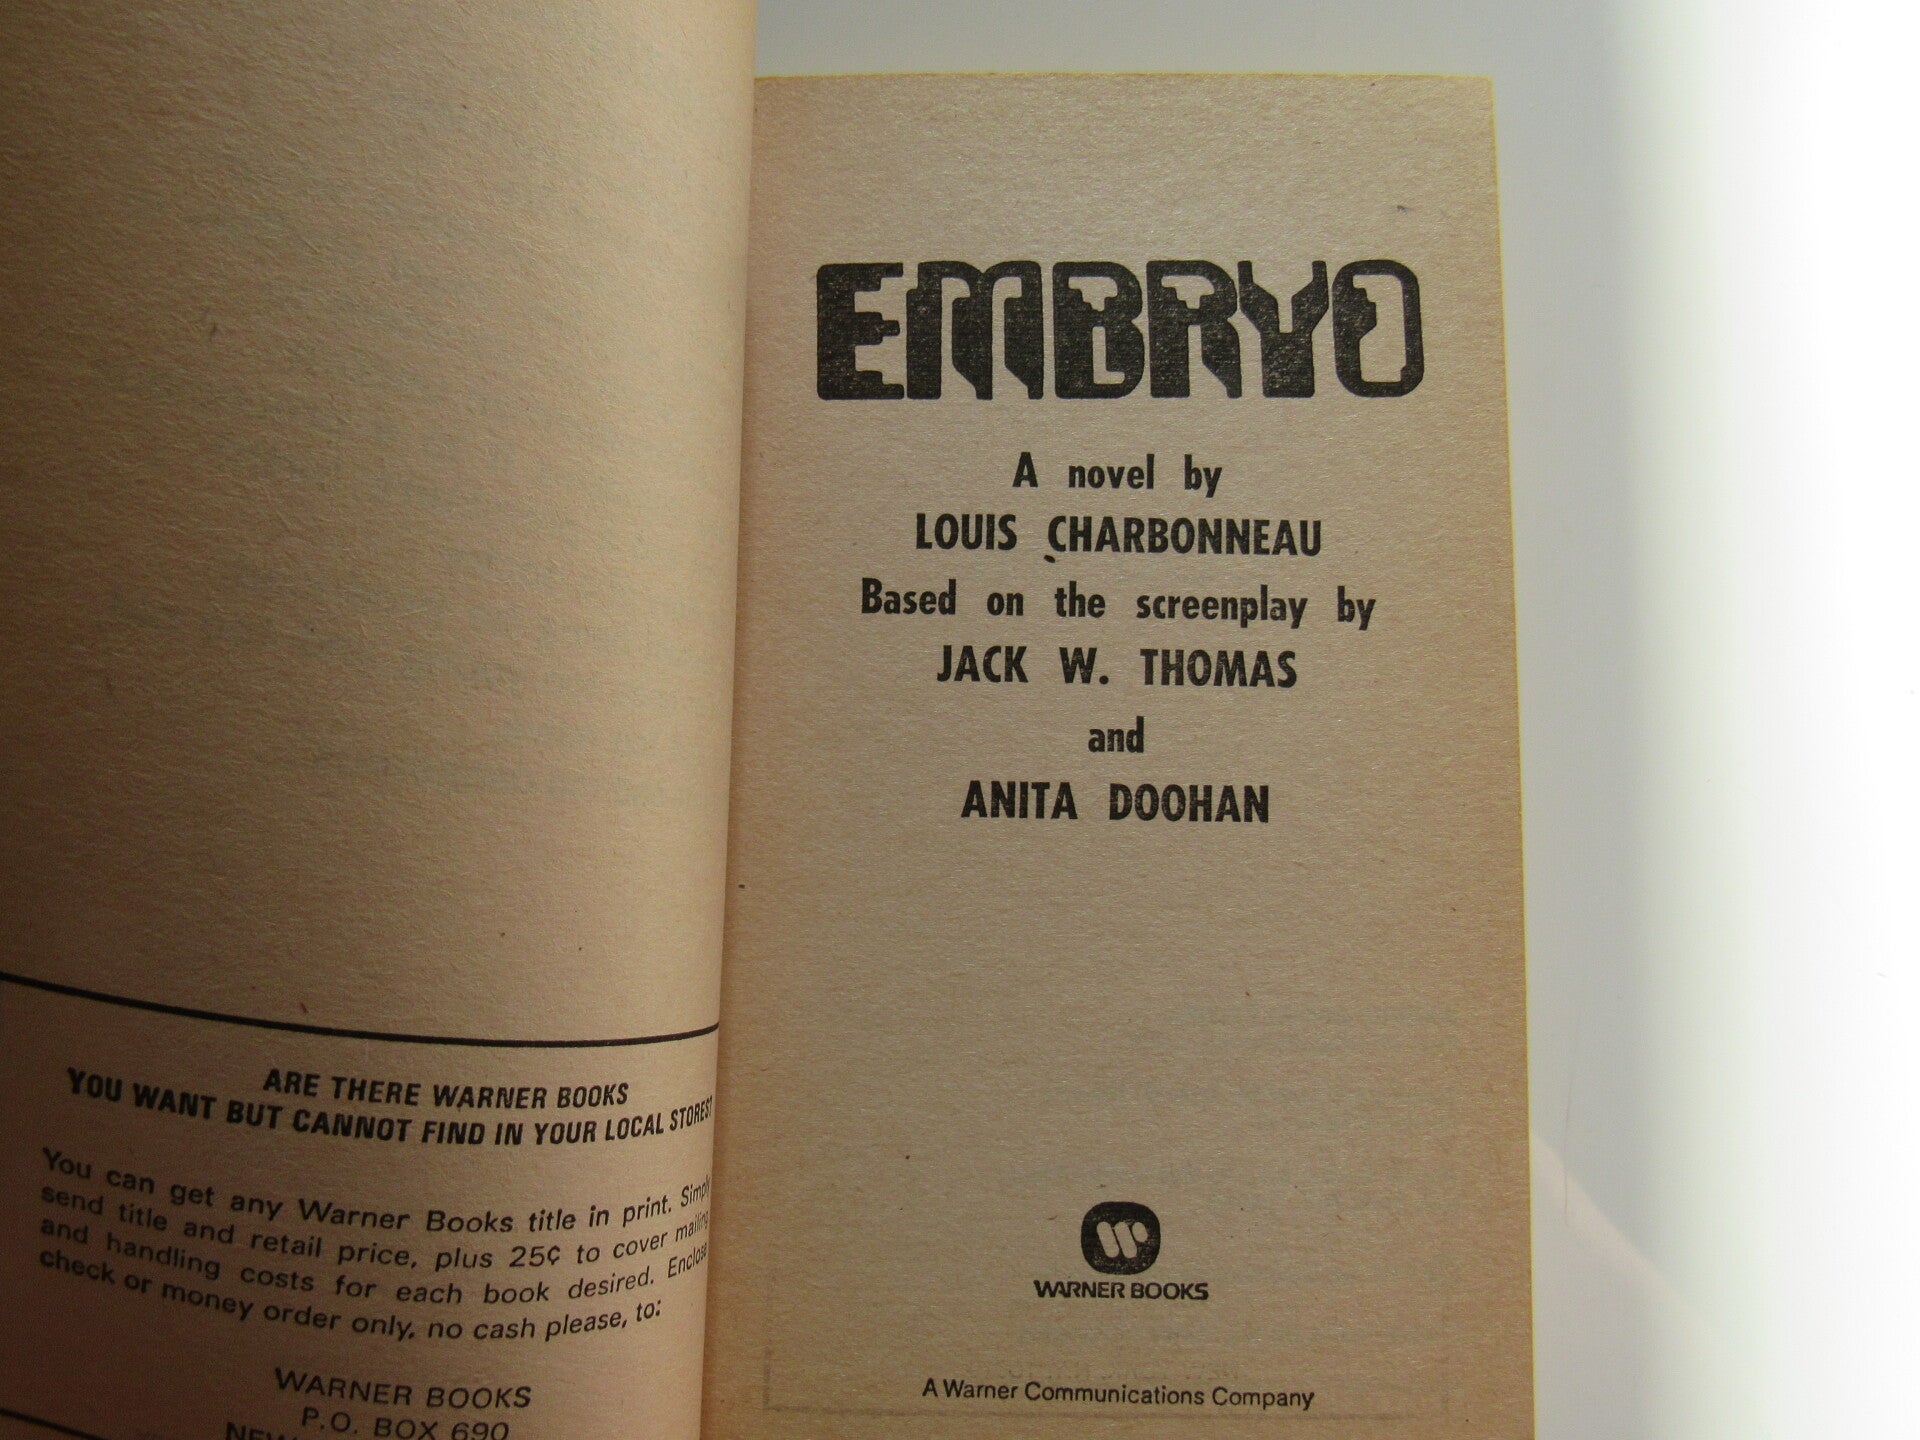 ARE THERE WARNER BOOKS
YOU WANT BUT CANNOT FIND IN YOUR LOCAL STORES?
You can get any Warner Books title in print. Simply
send title and retail price, plus 25¢ to cover mailing
and handling costs for each book desired. Enclose
check or money order only, no cash please, to:
WARNER BOOKS
P.O. BOX 690
EMBRYO
A novel by
LOUIS CHARBONNEAU
Based on the screenplay by
JACK W. THOMAS
and
ANITA DOOHAN
WARNER BOOKS
A Warner Communications Company